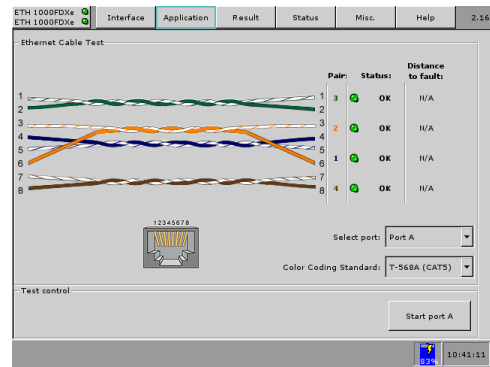 ETH 1000FDXe
ETH 1000FDXe
Interface Application Result Status Misc. Help 2.16
Ethernet Cable Test
Pair: Status: Distance to fault:
1 1 3 OK N/A
2 2
3 3 2 OK N/A
4 4
5 5 1 OK N/A
6 6
7 7 4 OK N/A
8 8
12345678
Select port: Port A
Color Coding Standard: T-568A (CAT5)
Test control
Start port A
83% 10:41:11